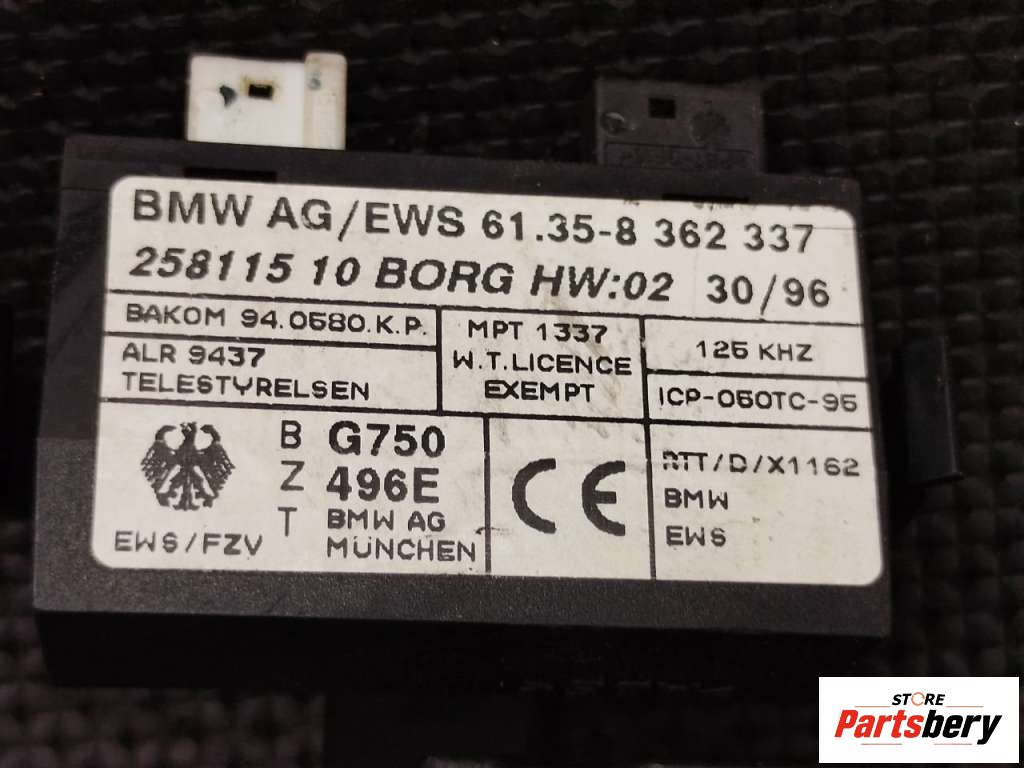 BMW AG/EWS 61.35-8 362 337
258115 10 BORG HW:02 30/96
BAKOM 94.0580.K.P.
ALR 9437
TELESTYRELSEN
MPT 1337
W.T.LICENCE
EXEMPT
125 KHZ
ICP-050TC-95
EWS/FZV
B
Z
T
G750
496E
BMW AG
MÜNCHEN
CE
RTT/D/X1162
BMW
EWS
STORE
Partsbery